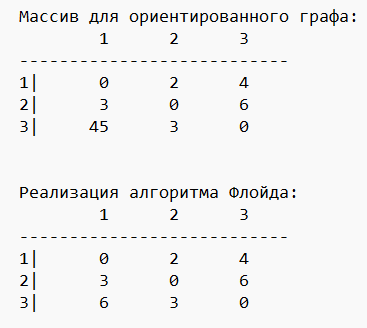 Массив для ориентированного графа:
1 2 3
---------------------------
1| 0 2 4
2| 3 0 6
3| 45 3 0
Реализация алгоритма Флойда:
1 2 3
---------------------------
1| 0 2 4
2| 3 0 6
3| 6 3 0